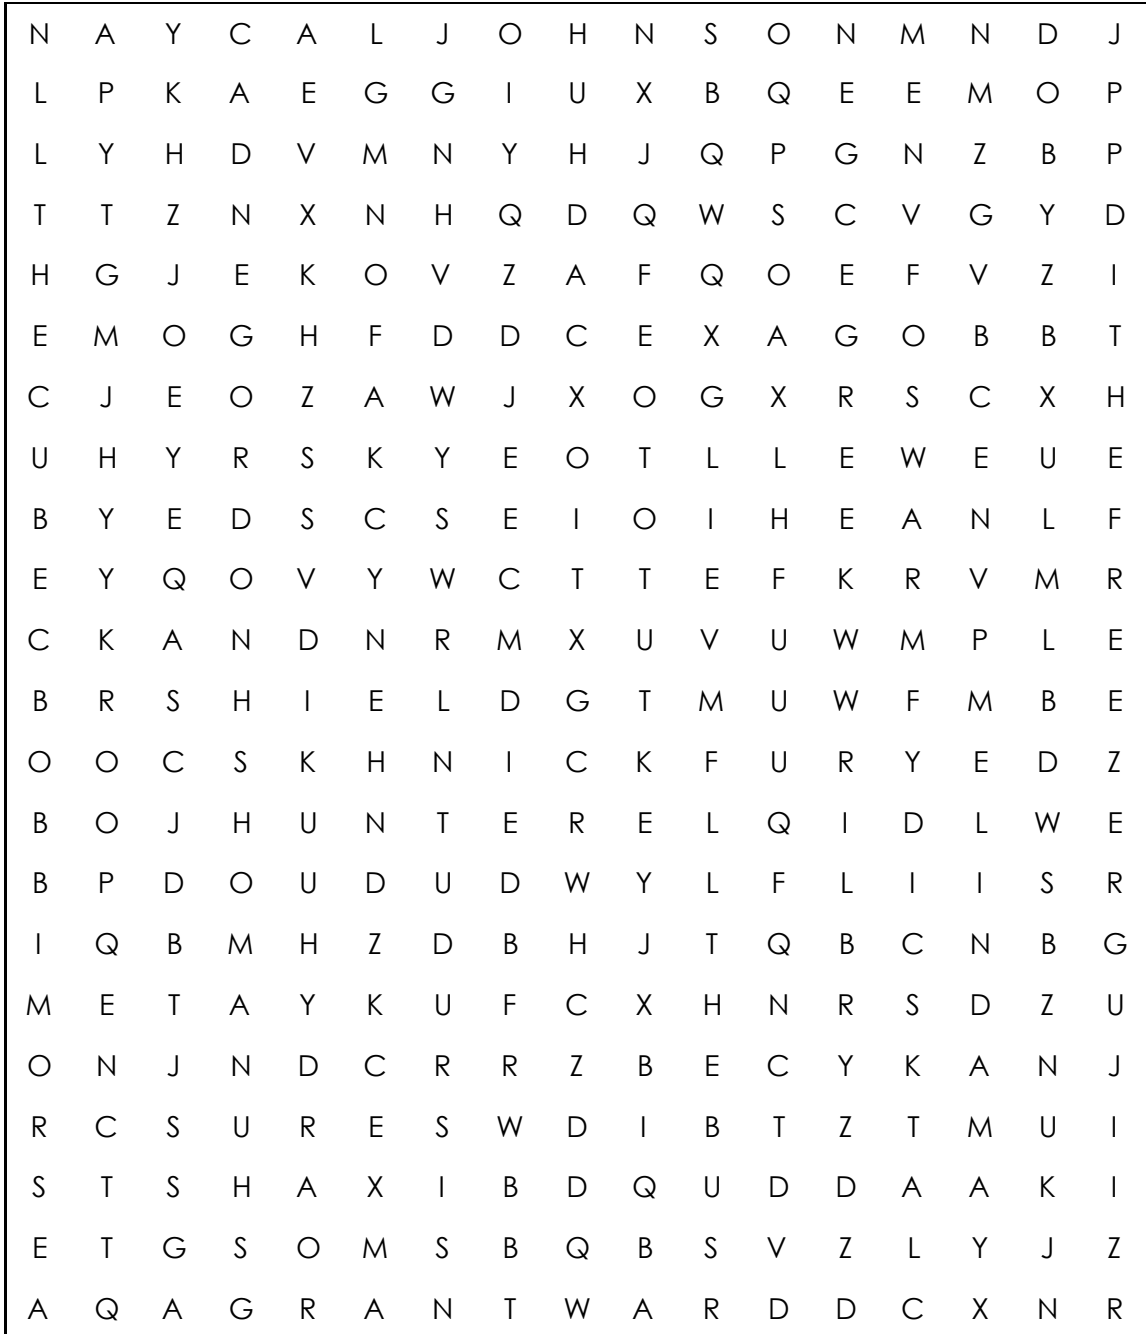 N A Y C A L J O H N S O N M N D J
L P K A E G G I U X B Q E E M O P
L Y H D V M N Y H J Q P G N Z B P
T T Z N X N H Q D Q W S C V G Y D
H G J E K O V Z A F Q O E F V Z I
E M O G H F D D C E X A G O B B T
C J E O Z A W J X O G X R S C X H
U H Y R S K Y E O T L L E W E U E
B Y E D S C S E I O I H E A N L F
E Y Q O V Y W C T T E F K R V M R
C K A N D N R M X U V U W M P L E
B R S H I E L D G T M U W F M B E
O O C S K H N I C K F U R Y E D Z
B O J H U N T E R E L Q I D L W E
B P D O U D U D W Y L F L I I S R
I Q B M H Z D B H J T Q B C N B G
M E T A Y K U F C X H N R S D Z U
O N J N D C R R Z B E C Y K A N J
R C S U R E S W D I B T Z T M U I
S T S H A X I B D Q U D D A A K I
E T G S O M S B Q B S V Z L Y J Z
A Q A G R A N T W A R D D C X N R